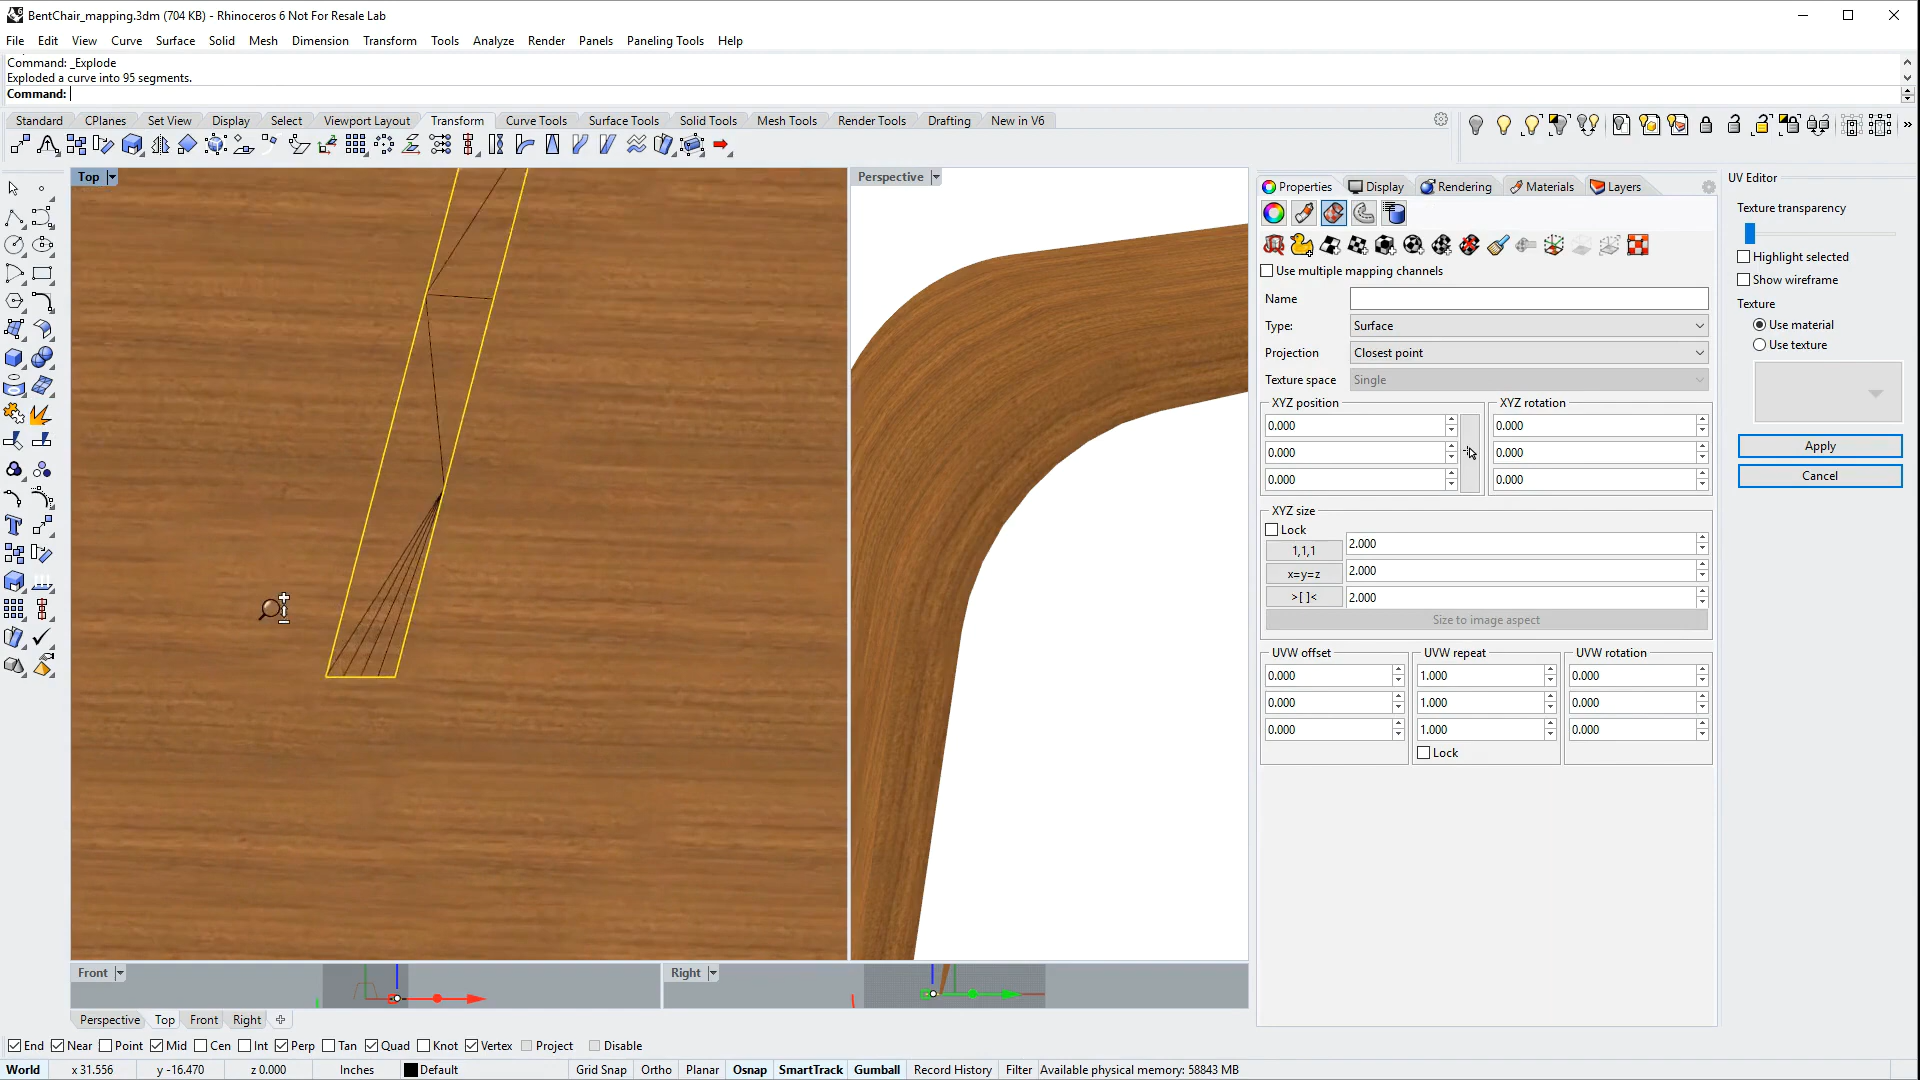 BentChair_mapping.3dm (704 KB) - Rhinoceros 6 Not For Resale Lab
File Edit View Curve Surface Solid Mesh Dimension Transform Tools Analyze Render Panels Paneling Tools Help
Command: _Explode
Exploded a curve into 95 segments.
Command:
Standard CPlanes Set View Display Select Viewport Layout Transform Curve Tools Surface Tools Solid Tools Mesh Tools Render Tools Drafting New in V6
Top
Perspective
Properties Display Rendering Materials Layers
Use multiple mapping channels
Name
Type: Surface
Projection Closest point
Texture space Single
XYZ position XYZ rotation
0.000 0.000
0.000 0.000
0.000 0.000
XYZ size
Lock
1,1,1 2.000
x=y=z 2.000
>[ ]< 2.000
Size to image aspect
UVW offset UVW repeat UVW rotation
0.000 1.000 0.000
0.000 1.000 0.000
0.000 1.000 0.000
Lock
UV Editor
Texture transparency
Highlight selected
Show wireframe
Texture
Use material
Use texture
Apply
Cancel
Front
Right
Perspective Top Front Right
End Near Point Mid Cen Int Perp Tan Quad Knot Vertex Project Disable
World x 31.556 y -16.470 z 0.000 Inches Default Grid Snap Ortho Planar Osnap SmartTrack Gumball Record History Filter Available physical memory: 58843 MB